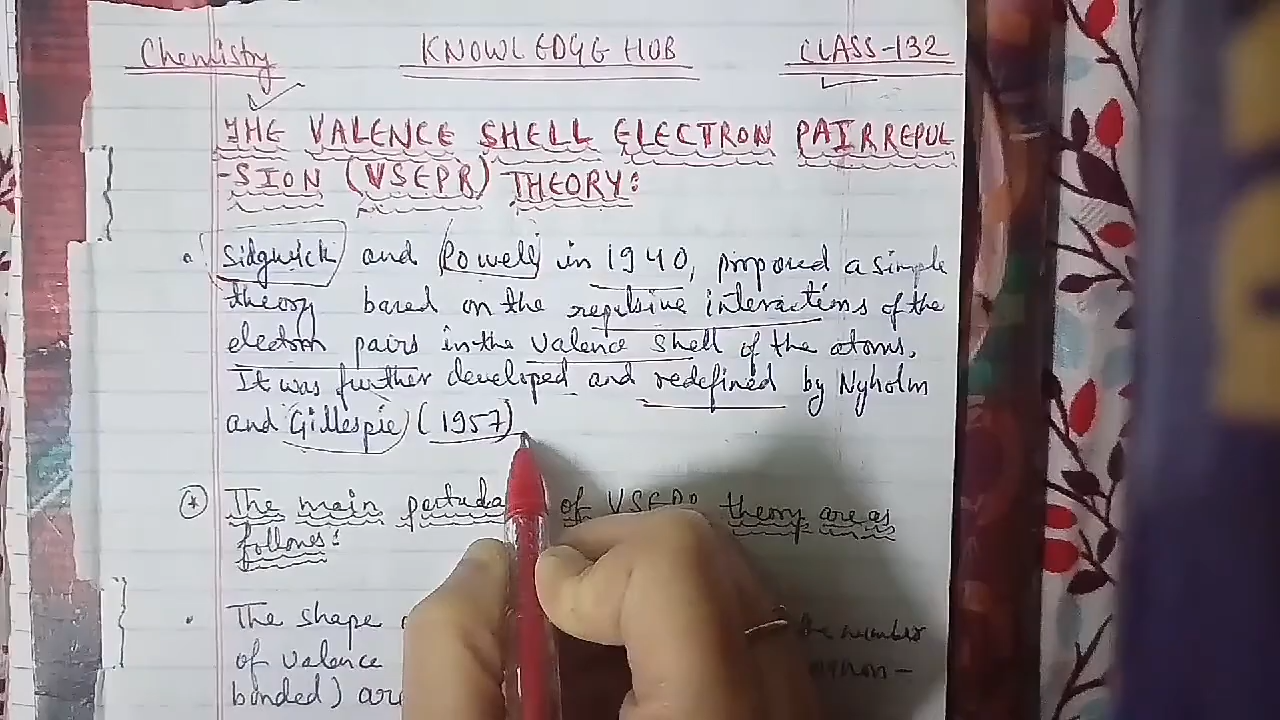 Chemistry KNOWLEDGE HUB CLASS-132
THE VALENCE SHELL ELECTRON PAIR REPUL
-SION (VSEPR) THEORY:
Sidgwick and Powell in 1940, proposed a simple
theory based on the repulsive interactions of the
electron pairs in the valence shell of the atoms.
It was further developed and redefined by Nyholm
and Gillespie (1957)
* The main of VSEPR theory are as
follows:
The shape the number
of valence non-
bonded) are